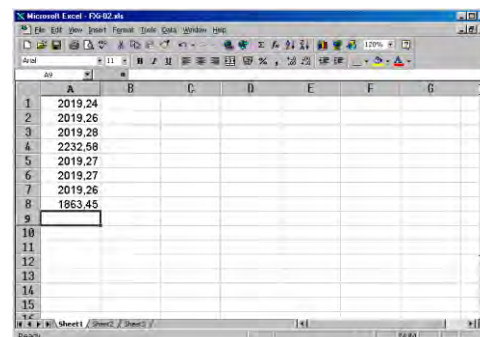 Microsoft Excel - FXG-02.xls
File Edit View Insert Format Tools Data Window Help
120%
Arial 11 B I U
A9
A B C D E F G
1 2019,24
2 2019,26
3 2019,28
4 2232,58
5 2019,27
6 2019,27
7 2019,26
8 1863,45
9
10
11
12
13
14
15
16
Sheet1 Sheet2 Sheet3
Ready